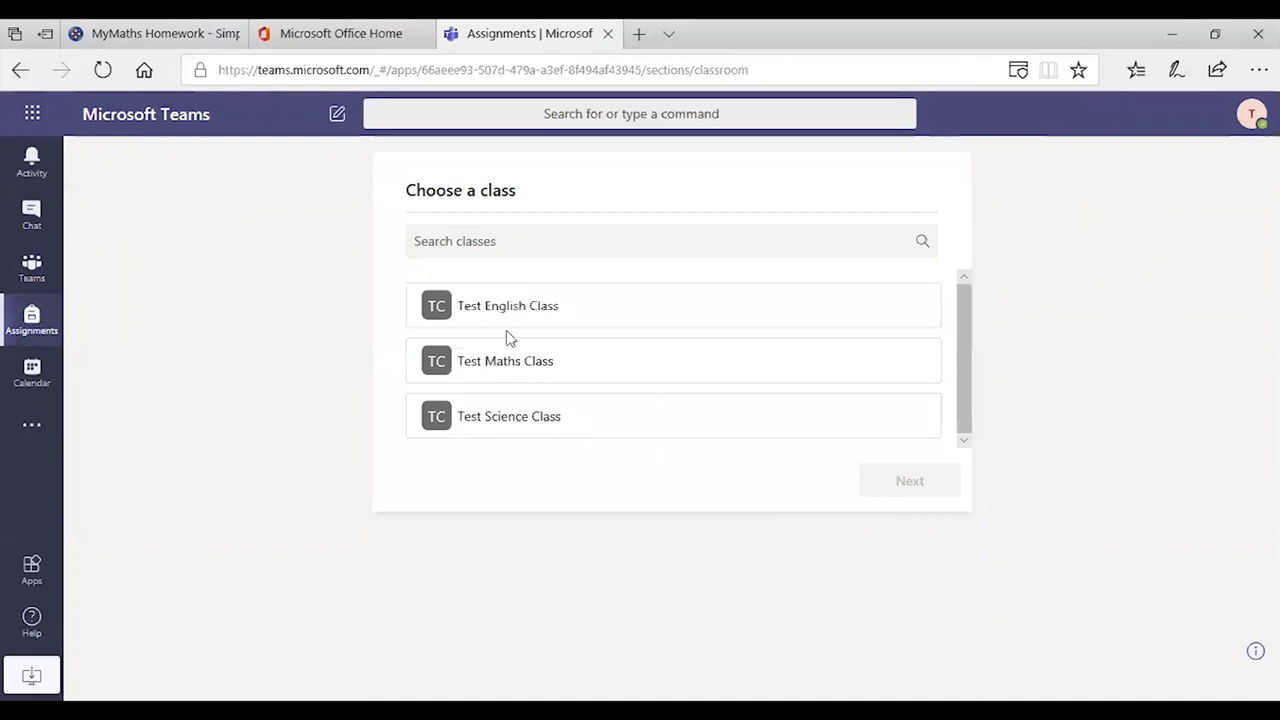 MyMaths Homework - Simp
Microsoft Office Home
Assignments | Microsof
https://teams.microsoft.com/_#/apps/66aeee93-507d-479a-a3ef-8f494af43945/sections/classroom
Microsoft Teams
Search for or type a command
T
Activity
Chat
Teams
Assignments
Calendar
Apps
Help
Choose a class
Search classes
TC Test English Class
TC Test Maths Class
TC Test Science Class
Next